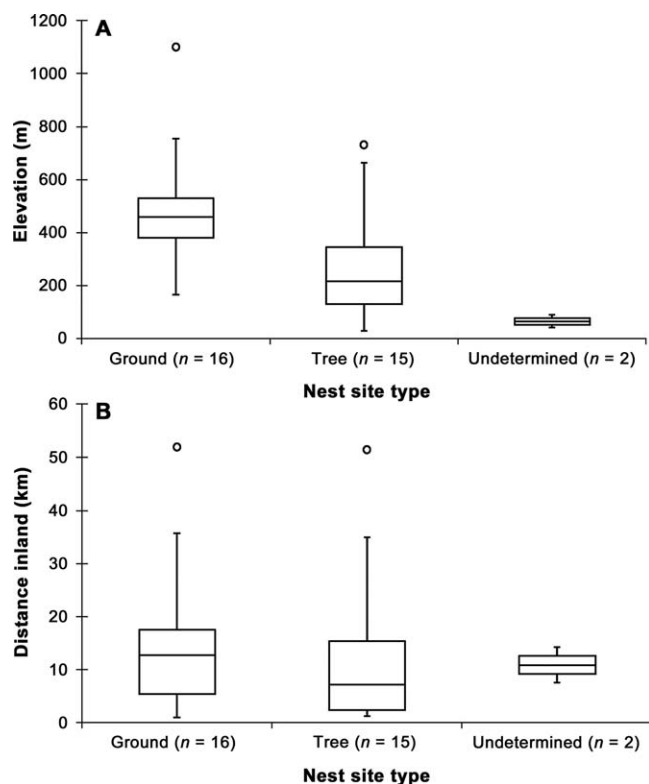 A
1200
1000
800
600
400
200
0
Elevation (m)
Ground (n = 16) Tree (n = 15) Undetermined (n = 2)
Nest site type
B
60
50
40
30
20
10
0
Distance inland (km)
Ground (n = 16) Tree (n = 15) Undetermined (n = 2)
Nest site type